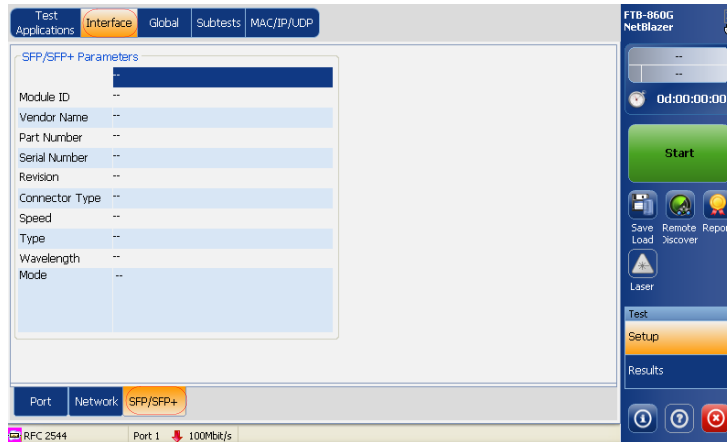 Test Applications Interface Global Subtests MAC/IP/UDP
SFP/SFP+ Parameters
--
Module ID --
Vendor Name --
Part Number --
Serial Number --
Revision --
Connector Type --
Speed --
Type --
Wavelength --
Mode --
Port Network SFP/SFP+
RFC 2544 Port 1 100Mbit/s
FTB-860G
NetBlazer
--
--
0d:00:00:00
Start
Save Load Remote Discover Repor
Laser
Test
Setup
Results